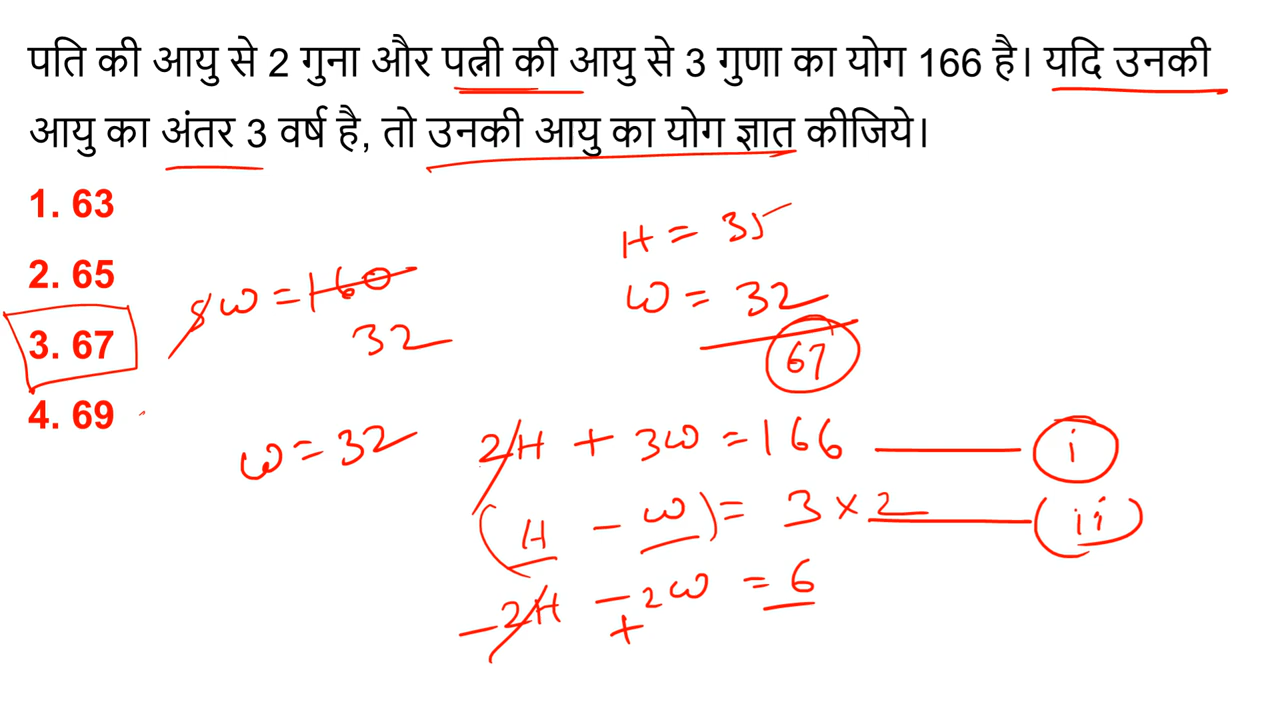 पति की आयु से 2 गुना और पत्नी की आयु से 3 गुणा का योग 166 है। यदि उनकी
आयु का अंतर 3 वर्ष है, तो उनकी आयु का योग ज्ञात कीजिये।
1. 63
2. 65
3. 67
4. 69
5W = 160
32
W = 32
H = 35
W = 32
67
2H + 3W = 166 i
(H - W) = 3 × 2 (ii)
-2H - 2W = 6
+